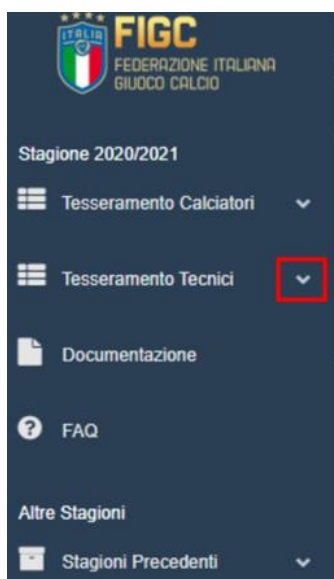 ITALIA
FIGC
FEDERAZIONE ITALIANA
GIUOCO CALCIO
Stagione 2020/2021
Tesseramento Calciatori
Tesseramento Tecnici
Documentazione
? FAQ
Altre Stagioni
Stagioni Precedenti